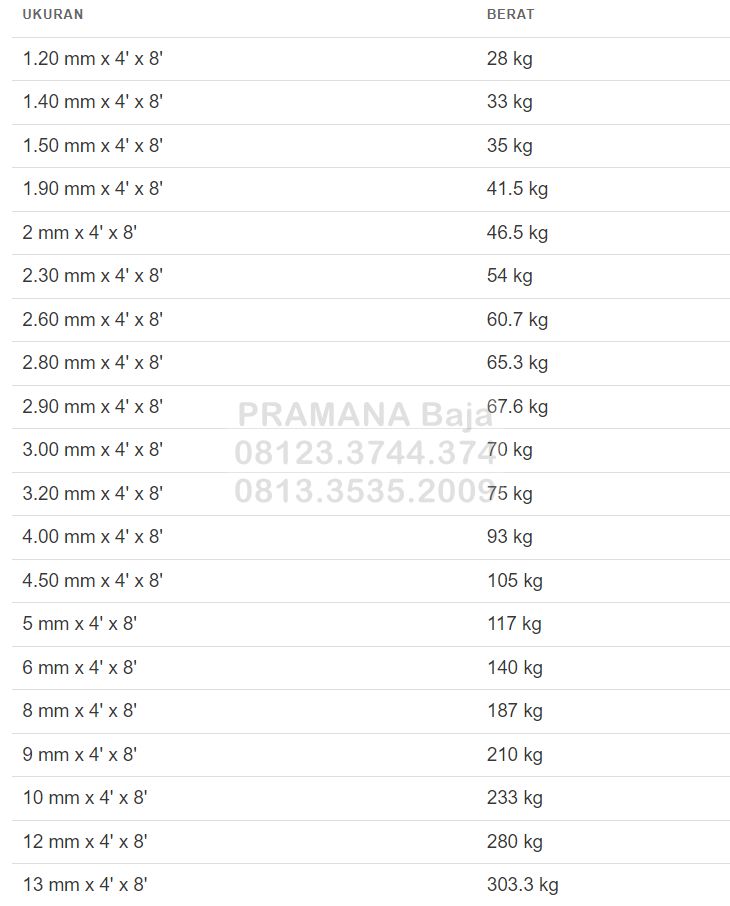 UKURAN BERAT
1.20 mm x 4' x 8' 28 kg
1.40 mm x 4' x 8' 33 kg
1.50 mm x 4' x 8' 35 kg
1.90 mm x 4' x 8' 41.5 kg
2 mm x 4' x 8' 46.5 kg
2.30 mm x 4' x 8' 54 kg
2.60 mm x 4' x 8' 60.7 kg
2.80 mm x 4' x 8' 65.3 kg
2.90 mm x 4' x 8' 67.6 kg
PRAMANA Baja
3.00 mm x 4' x 8' 70 kg
08123.3744.374
3.20 mm x 4' x 8' 75 kg
0813.3535.2009
4.00 mm x 4' x 8' 93 kg
4.50 mm x 4' x 8' 105 kg
5 mm x 4' x 8' 117 kg
6 mm x 4' x 8' 140 kg
8 mm x 4' x 8' 187 kg
9 mm x 4' x 8' 210 kg
10 mm x 4' x 8' 233 kg
12 mm x 4' x 8' 280 kg
13 mm x 4' x 8' 303.3 kg